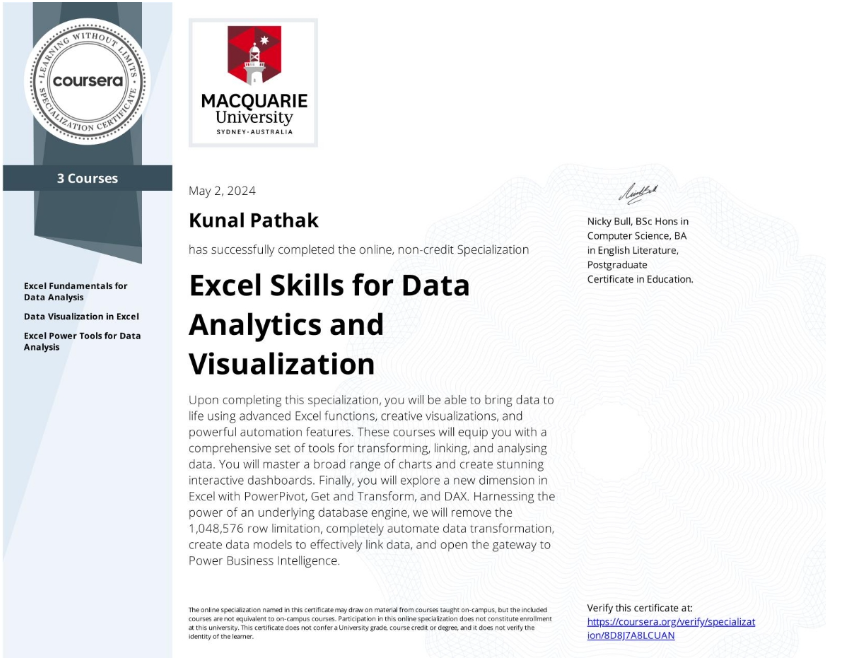 LEARNING WITHOUT LIMITS
coursera
SPECIALIZATION CERTIFICATE
3 Courses
Excel Fundamentals for
Data Analysis
Data Visualization in Excel
Excel Power Tools for Data
Analysis
MACQUARIE
University
SYDNEY·AUSTRALIA
May 2, 2024
Kunal Pathak
has successfully completed the online, non-credit Specialization
Excel Skills for Data
Analytics and
Visualization
Upon completing this specialization, you will be able to bring data to
life using advanced Excel functions, creative visualizations, and
powerful automation features. These courses will equip you with a
comprehensive set of tools for transforming, linking, and analysing
data. You will master a broad range of charts and create stunning
interactive dashboards. Finally, you will explore a new dimension in
Excel with PowerPivot, Get and Transform, and DAX. Harnessing the
power of an underlying database engine, we will remove the
1,048,576 row limitation, completely automate data transformation,
create data models to effectively link data, and open the gateway to
Power Business Intelligence.
The online specialization named in this certificate may draw on material from courses taught on-campus, but the included
courses are not equivalent to on-campus courses. Participation in this online specialization does not constitute enrollment
at this university. This certificate does not confer a University grade, course credit or degree, and it does not verify the
identity of the learner.
Nicky Bull, BSc Hons in
Computer Science, BA
in English Literature,
Postgraduate
Certificate in Education.
Verify this certificate at:
https://coursera.org/verify/specializat
ion/8D8J7A8LCUAN